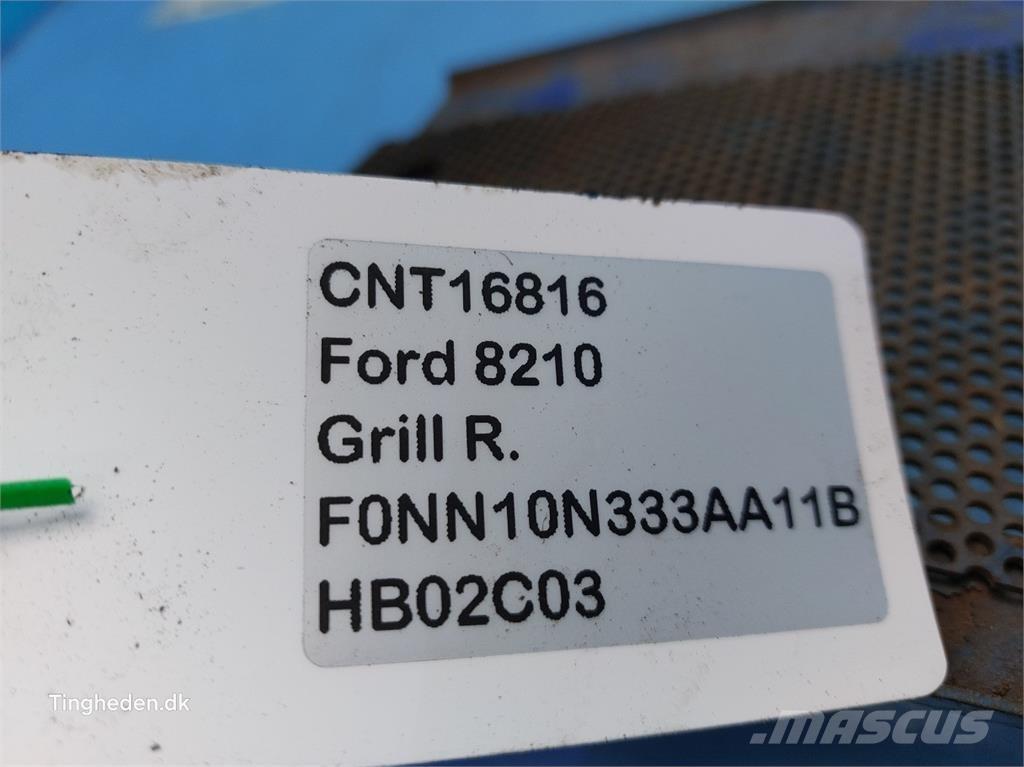 CNT16816
Ford 8210
Grill R.
F0NN10N333AA11B
HB02C03
Tingheden.dk
MASCUS